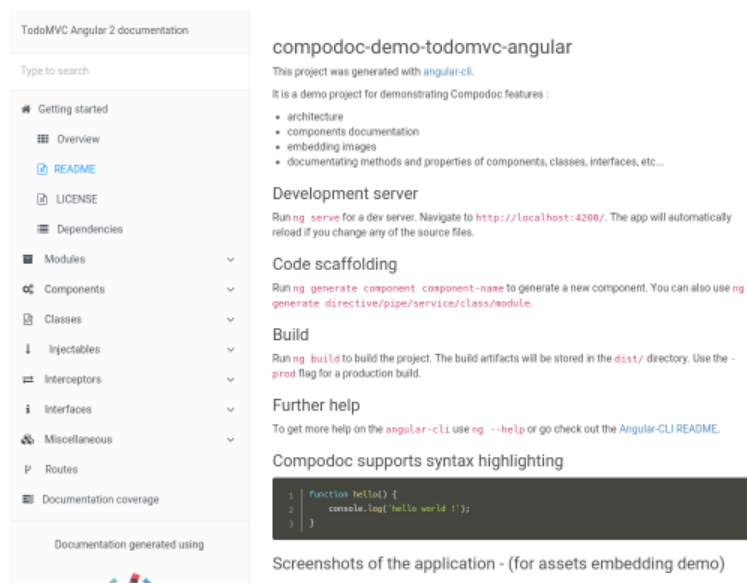 TodoMVC Angular 2 documentation
Type to search
Getting started
Overview
README
LICENSE
Dependencies
Modules
Components
Classes
Injectables
Interceptors
Interfaces
Miscellaneous
Routes
Documentation coverage
Documentation generated using
compodoc-demo-todomvc-angular
This project was generated with angular-cli.
It is a demo project for demonstrating Compodoc features :
• architecture
• components documentation
• embedding images
• documentating methods and properties of components, classes, interfaces, etc...
Development server
Run ng serve for a dev server. Navigate to http://localhost:4200/. The app will automatically
reload if you change any of the source files.
Code scaffolding
Run ng generate component component-name to generate a new component. You can also use ng
generate directive/pipe/service/class/module.
Build
Run ng build to build the project. The build artifacts will be stored in the dist/ directory. Use the -
prod flag for a production build.
Further help
To get more help on the angular-cli use ng --help or go check out the Angular-CLI README.
Compodoc supports syntax highlighting
1 function hello() {
2 console.log('hello world !');
3 }
Screenshots of the application - (for assets embedding demo)